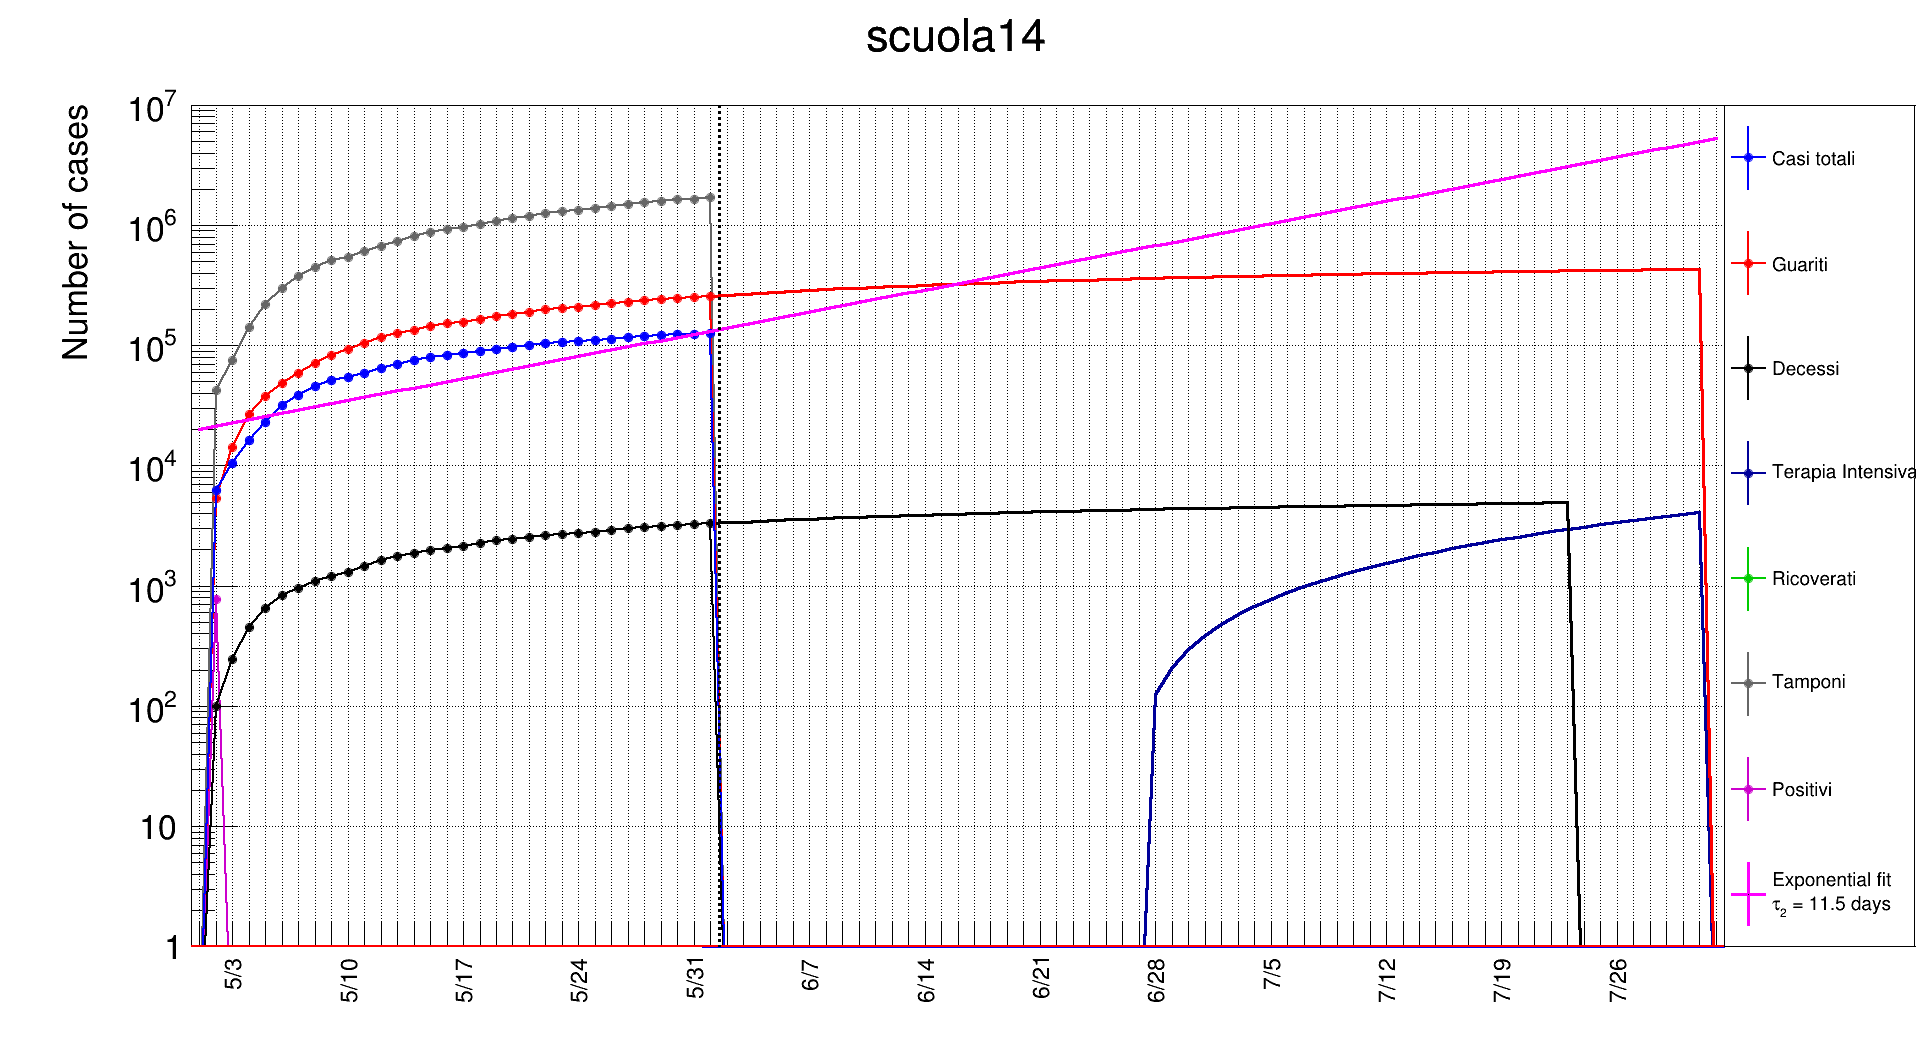 scuola14
Number of cases
10^7
10^6
10^5
10^4
10^3
10^2
10
1
5/3
5/10
5/17
5/24
5/31
6/7
6/14
6/21
6/28
7/5
7/12
7/19
7/26
Casi totali
Guariti
Decessi
Terapia Intensiva
Ricoverati
Tamponi
Positivi
Exponential fit
τ₂ = 11.5 days